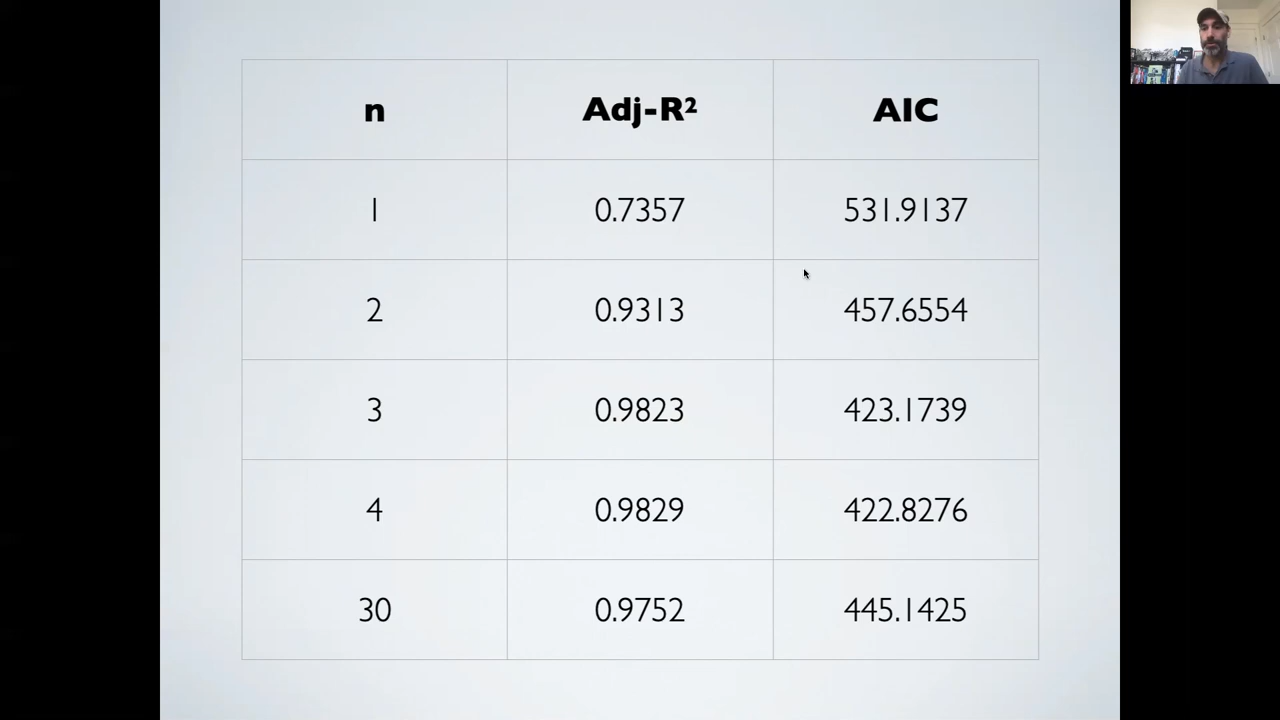 n Adj-R² AIC
1 0.7357 531.9137
2 0.9313 457.6554
3 0.9823 423.1739
4 0.9829 422.8276
30 0.9752 445.1425